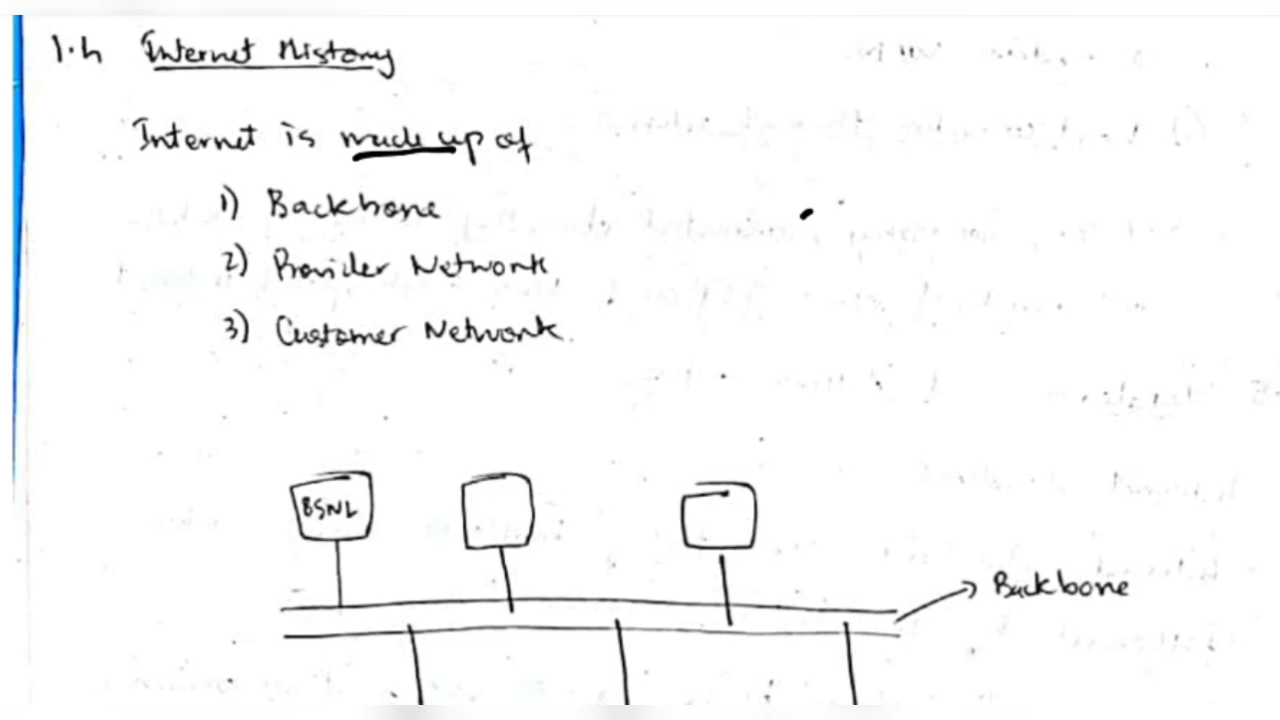 1.4 Internet History
Internet is made up of
1) Backbone
2) Provider Network
3) Customer Network.
BSNL
Backbone